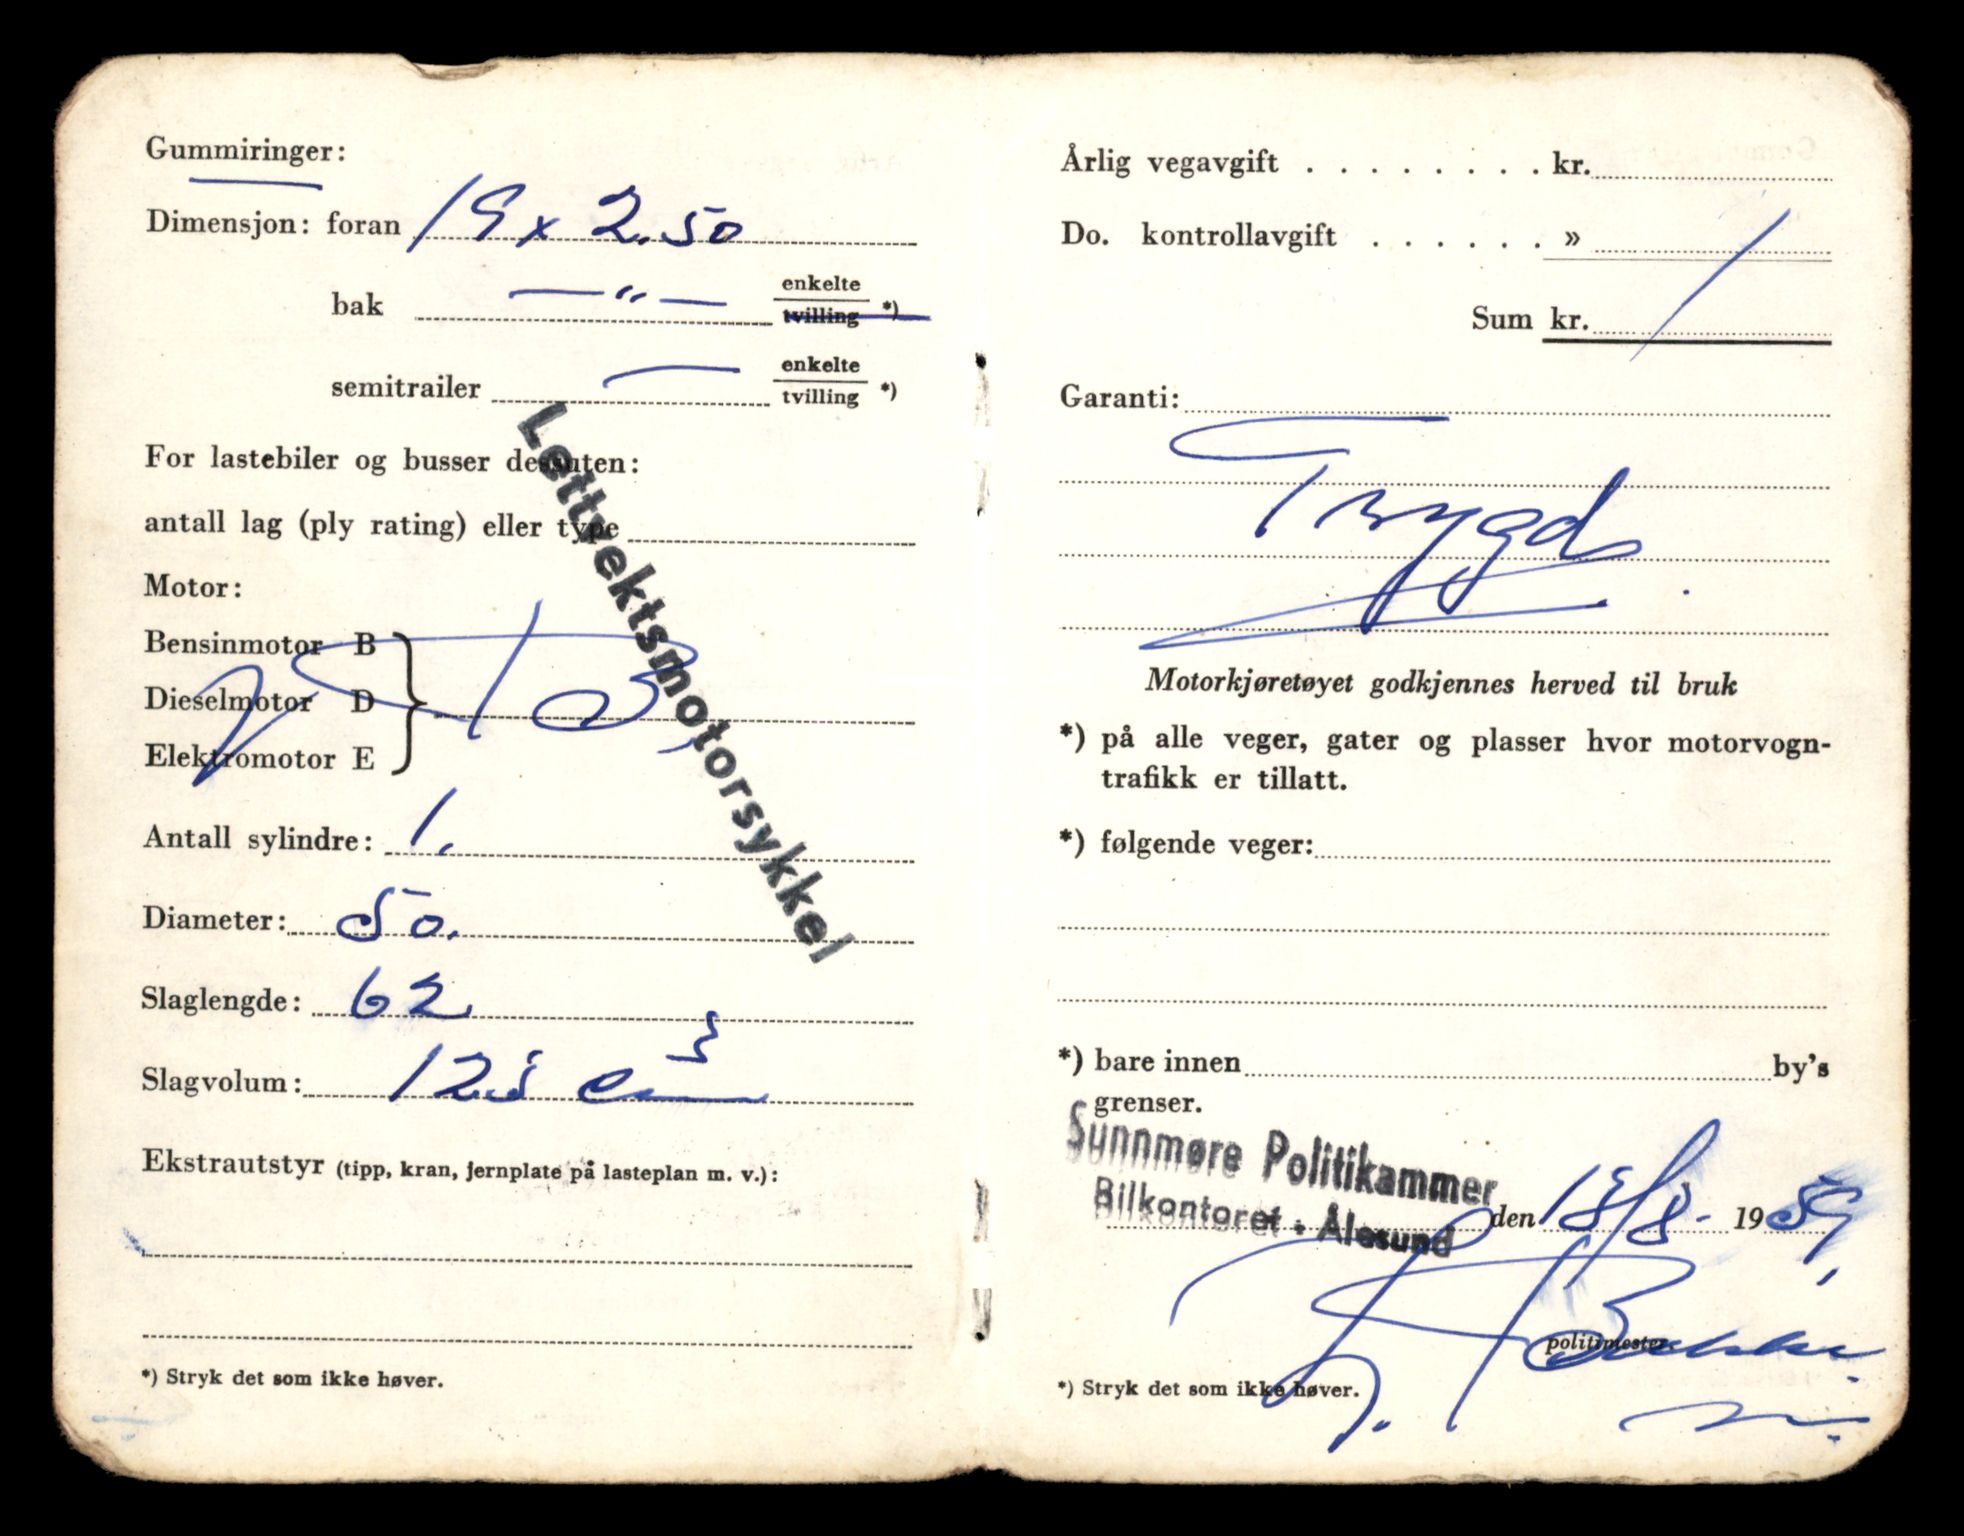 Gummiringer:
Dimensjon: foran 19 x 2.50
bak — „ — enkelte
tvilling *)
semitrailer — enkelte
tvilling *)
For lastebiler og busser dessuten:
antall lag (ply rating) eller type
Lettvektsmotorsykkel
Motor:
Bensinmotor B
Dieselmotor D
Elektromotor E
B
Antall sylindre: 1.
Diameter: 50.
Slaglengde: 62
Slagvolum: 123 cm³
Ekstrautstyr (tipp, kran, jernplate på lasteplan m. v.):
*) Stryk det som ikke høver.
Årlig vegavgift . . . . . . . . kr.
Do. kontrollavgift . . . . . . »
Sum kr.
Garanti:
Trygd
Motorkjøretøyet godkjennes herved til bruk
*) på alle veger, gater og plasser hvor motorvogn-
trafikk er tillatt.
*) følgende veger:
*) bare innen by's
grenser.
Sunnmøre Politikammer
Bilkontoret - Ålesund
den 18/8- 1959,
politimester.
*) Stryk det som ikke høver.